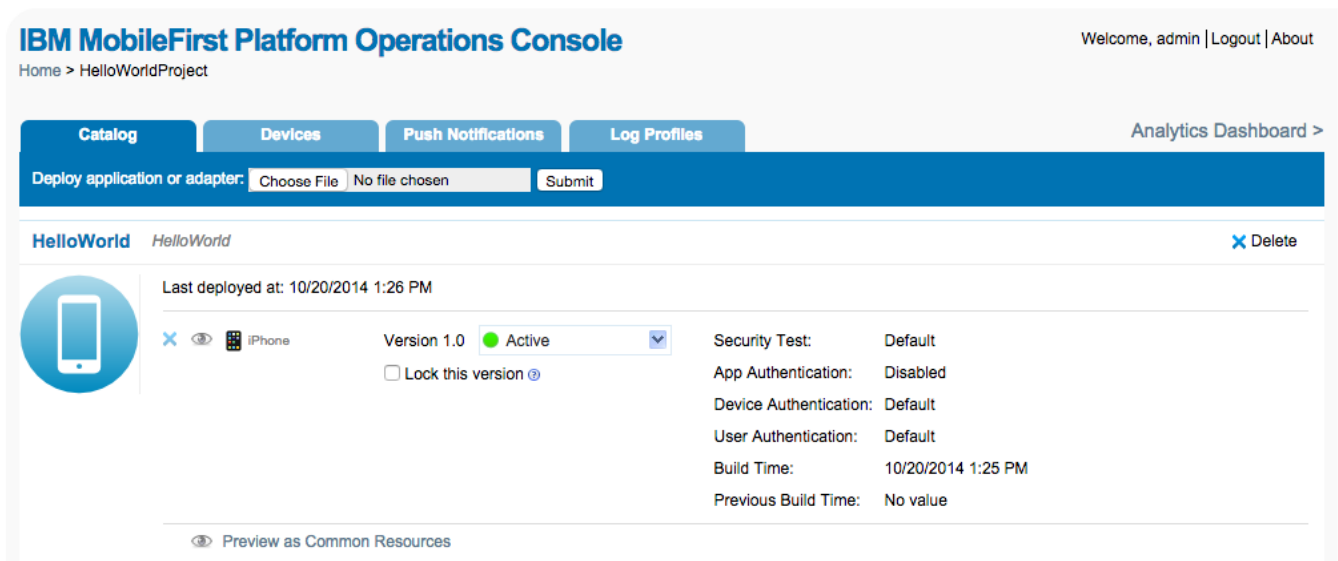 IBM MobileFirst Platform Operations Console
Welcome, admin | Logout | About
Home > HelloWorldProject
Catalog
Devices
Push Notifications
Log Profiles
Analytics Dashboard >
Deploy application or adapter: Choose File No file chosen Submit
HelloWorld HelloWorld
Delete
Last deployed at: 10/20/2014 1:26 PM
iPhone
Version 1.0 Active
Lock this version ?
Security Test: Default
App Authentication: Disabled
Device Authentication: Default
User Authentication: Default
Build Time: 10/20/2014 1:25 PM
Previous Build Time: No value
Preview as Common Resources